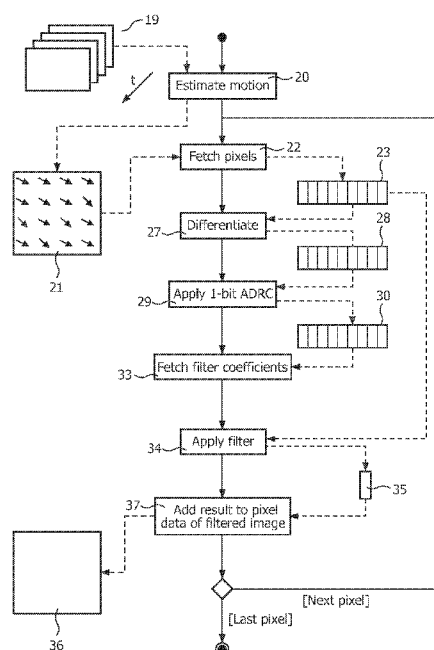 19
t
Estimate motion
20
Fetch pixels
22
23
21
Differentiate
27
28
Apply 1-bit ADRC
29
30
Fetch filter coefficients
33
Apply filter
34
35
37
Add result to pixel
data of filtered image
36
[Next pixel]
[Last pixel]